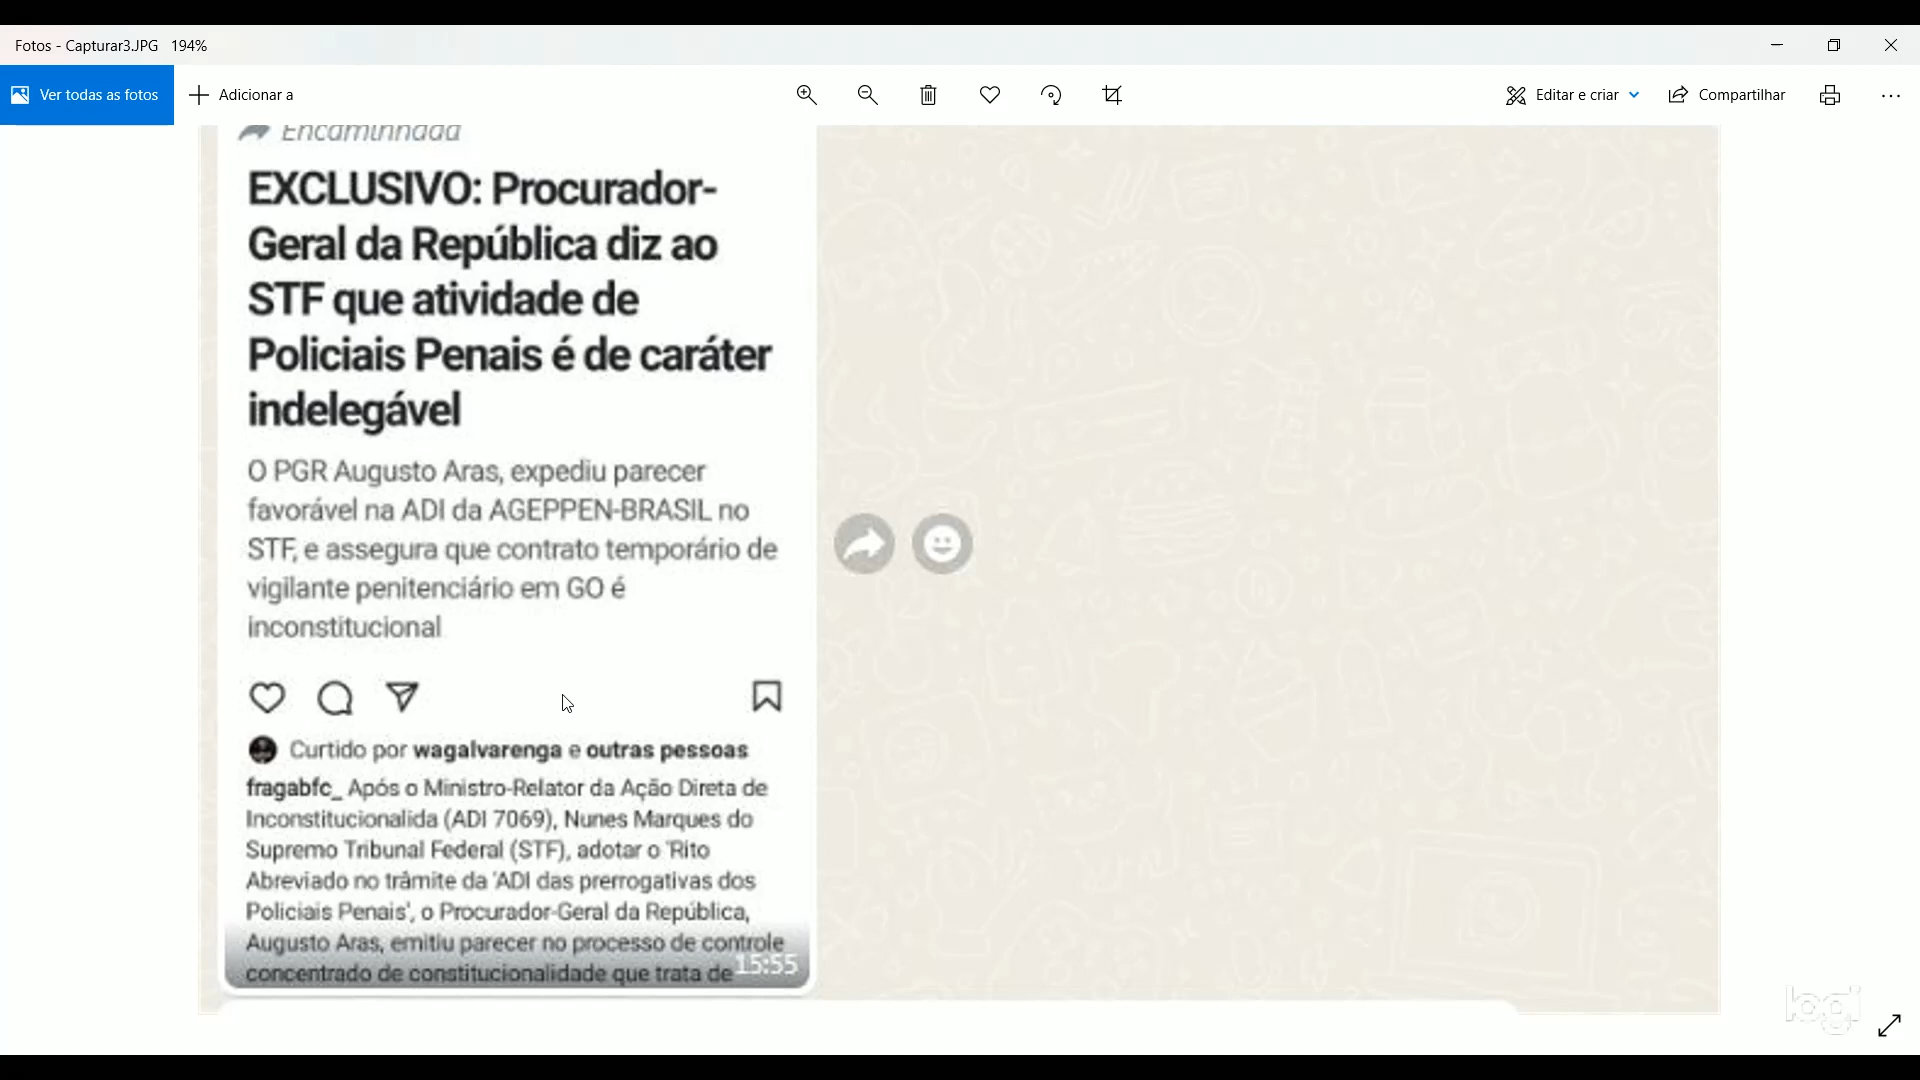 Fotos - Capturar3.JPG 194%
Ver todas as fotos
Adicionar a
Editar e criar
Compartilhar
Encaminhada
EXCLUSIVO: Procurador-
Geral da República diz ao
STF que atividade de
Policiais Penais é de caráter
indelegável
O PGR Augusto Aras, expediu parecer
favorável na ADI da AGEPPEN-BRASIL no
STF, e assegura que contrato temporário de
vigilante penitenciário em GO é
inconstitucional
Curtido por wagalvarenga e outras pessoas
fragabfc_ Após o Ministro-Relator da Ação Direta de
Inconstitucionalida (ADI 7069), Nunes Marques do
Supremo Tribunal Federal (STF), adotar o 'Rito
Abreviado no trâmite da 'ADI das prerrogativas dos
Policiais Penais', o Procurador-Geral da República,
Augusto Aras, emitiu parecer no processo de controle
concentrado de constitucionalidade que trata de
15:55
logi